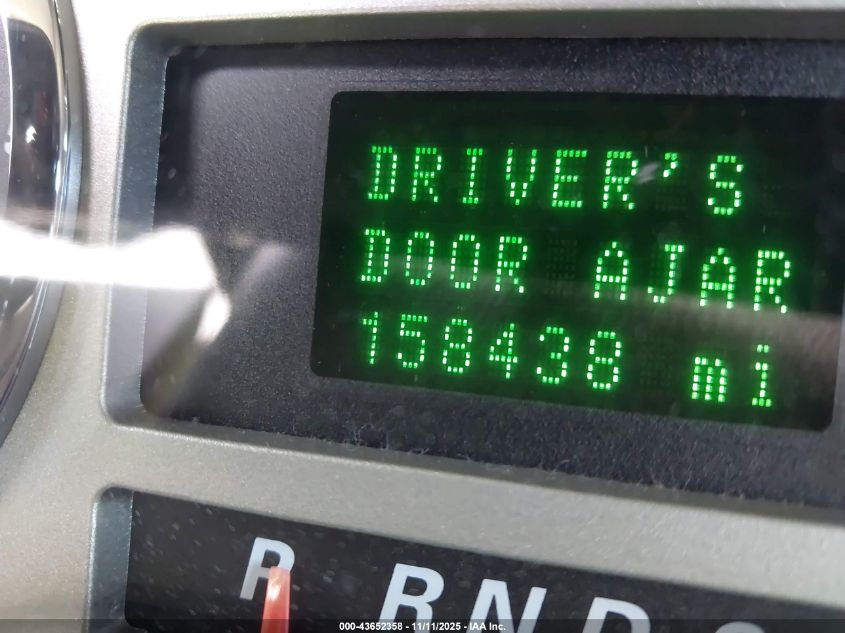 DRIVER'S
DOOR AJAR
158438 mi
P R N D
000-43652358 - 11/11/2025 - IAA Inc.